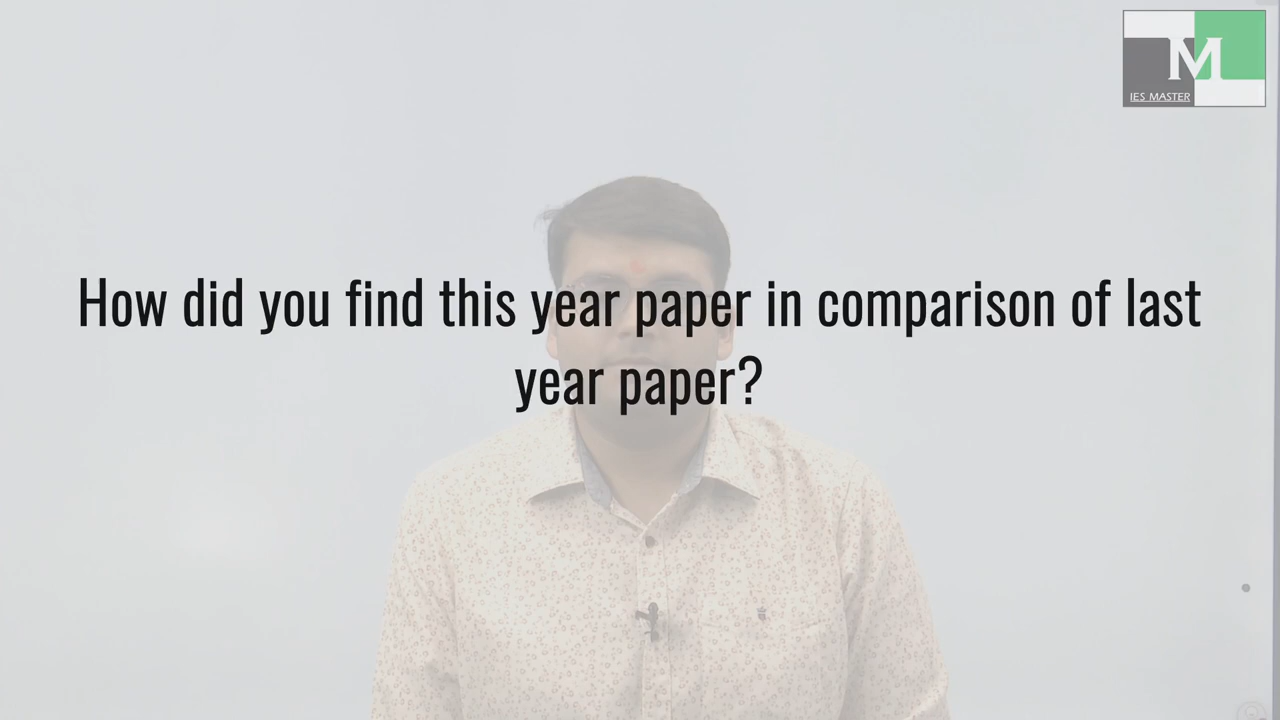 M
IES MASTER
How did you find this year paper in comparison of last
year paper?